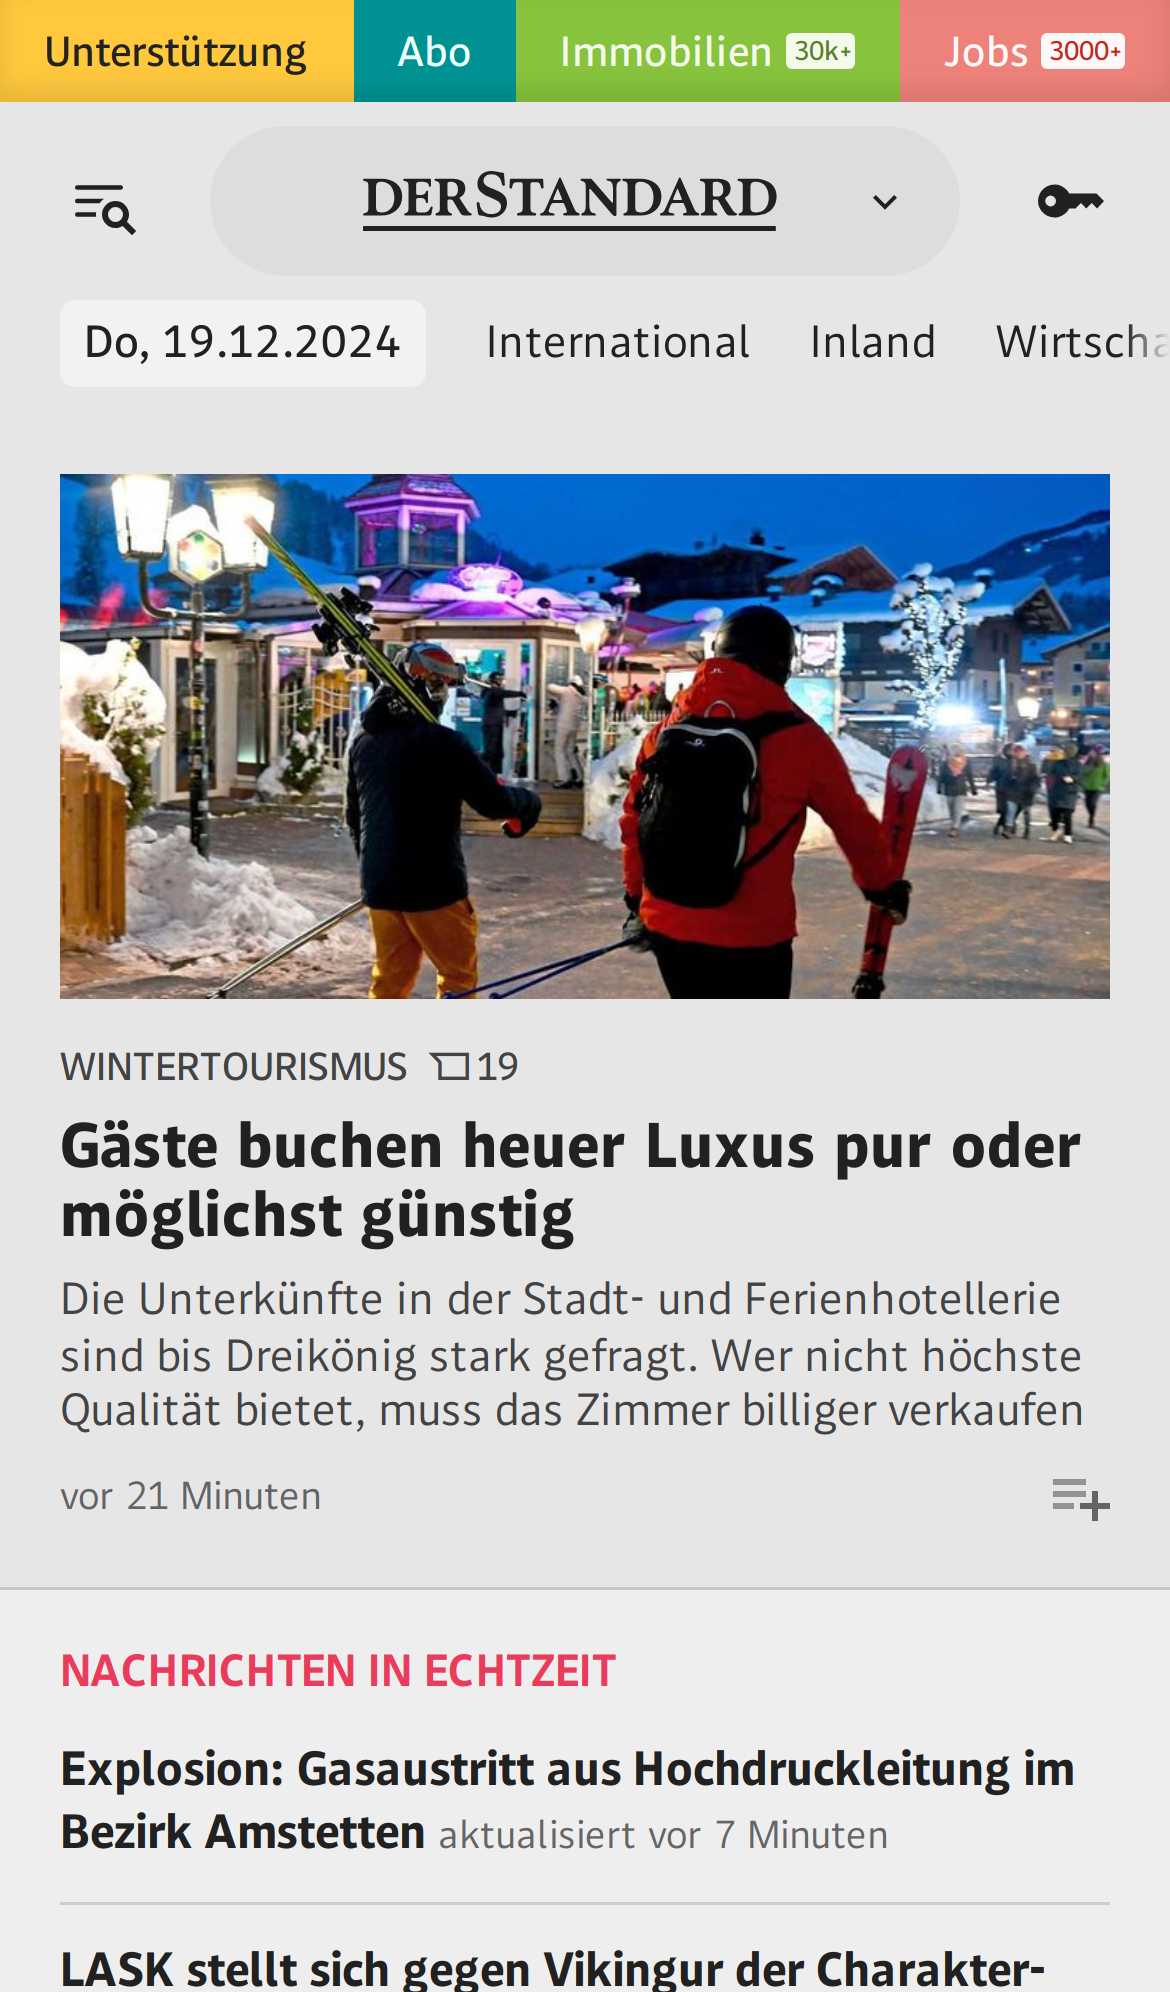 Unterstützung Abo Immobilien 30k+ Jobs 3000+
DERSTANDARD
Do, 19.12.2024 International Inland Wirtscha
WINTERTOURISMUS 19
Gäste buchen heuer Luxus pur oder
möglichst günstig
Die Unterkünfte in der Stadt- und Ferienhotellerie
sind bis Dreikönig stark gefragt. Wer nicht höchste
Qualität bietet, muss das Zimmer billiger verkaufen
vor 21 Minuten
NACHRICHTEN IN ECHTZEIT
Explosion: Gasaustritt aus Hochdruckleitung im
Bezirk Amstetten aktualisiert vor 7 Minuten
LASK stellt sich gegen Vikingur der Charakter-